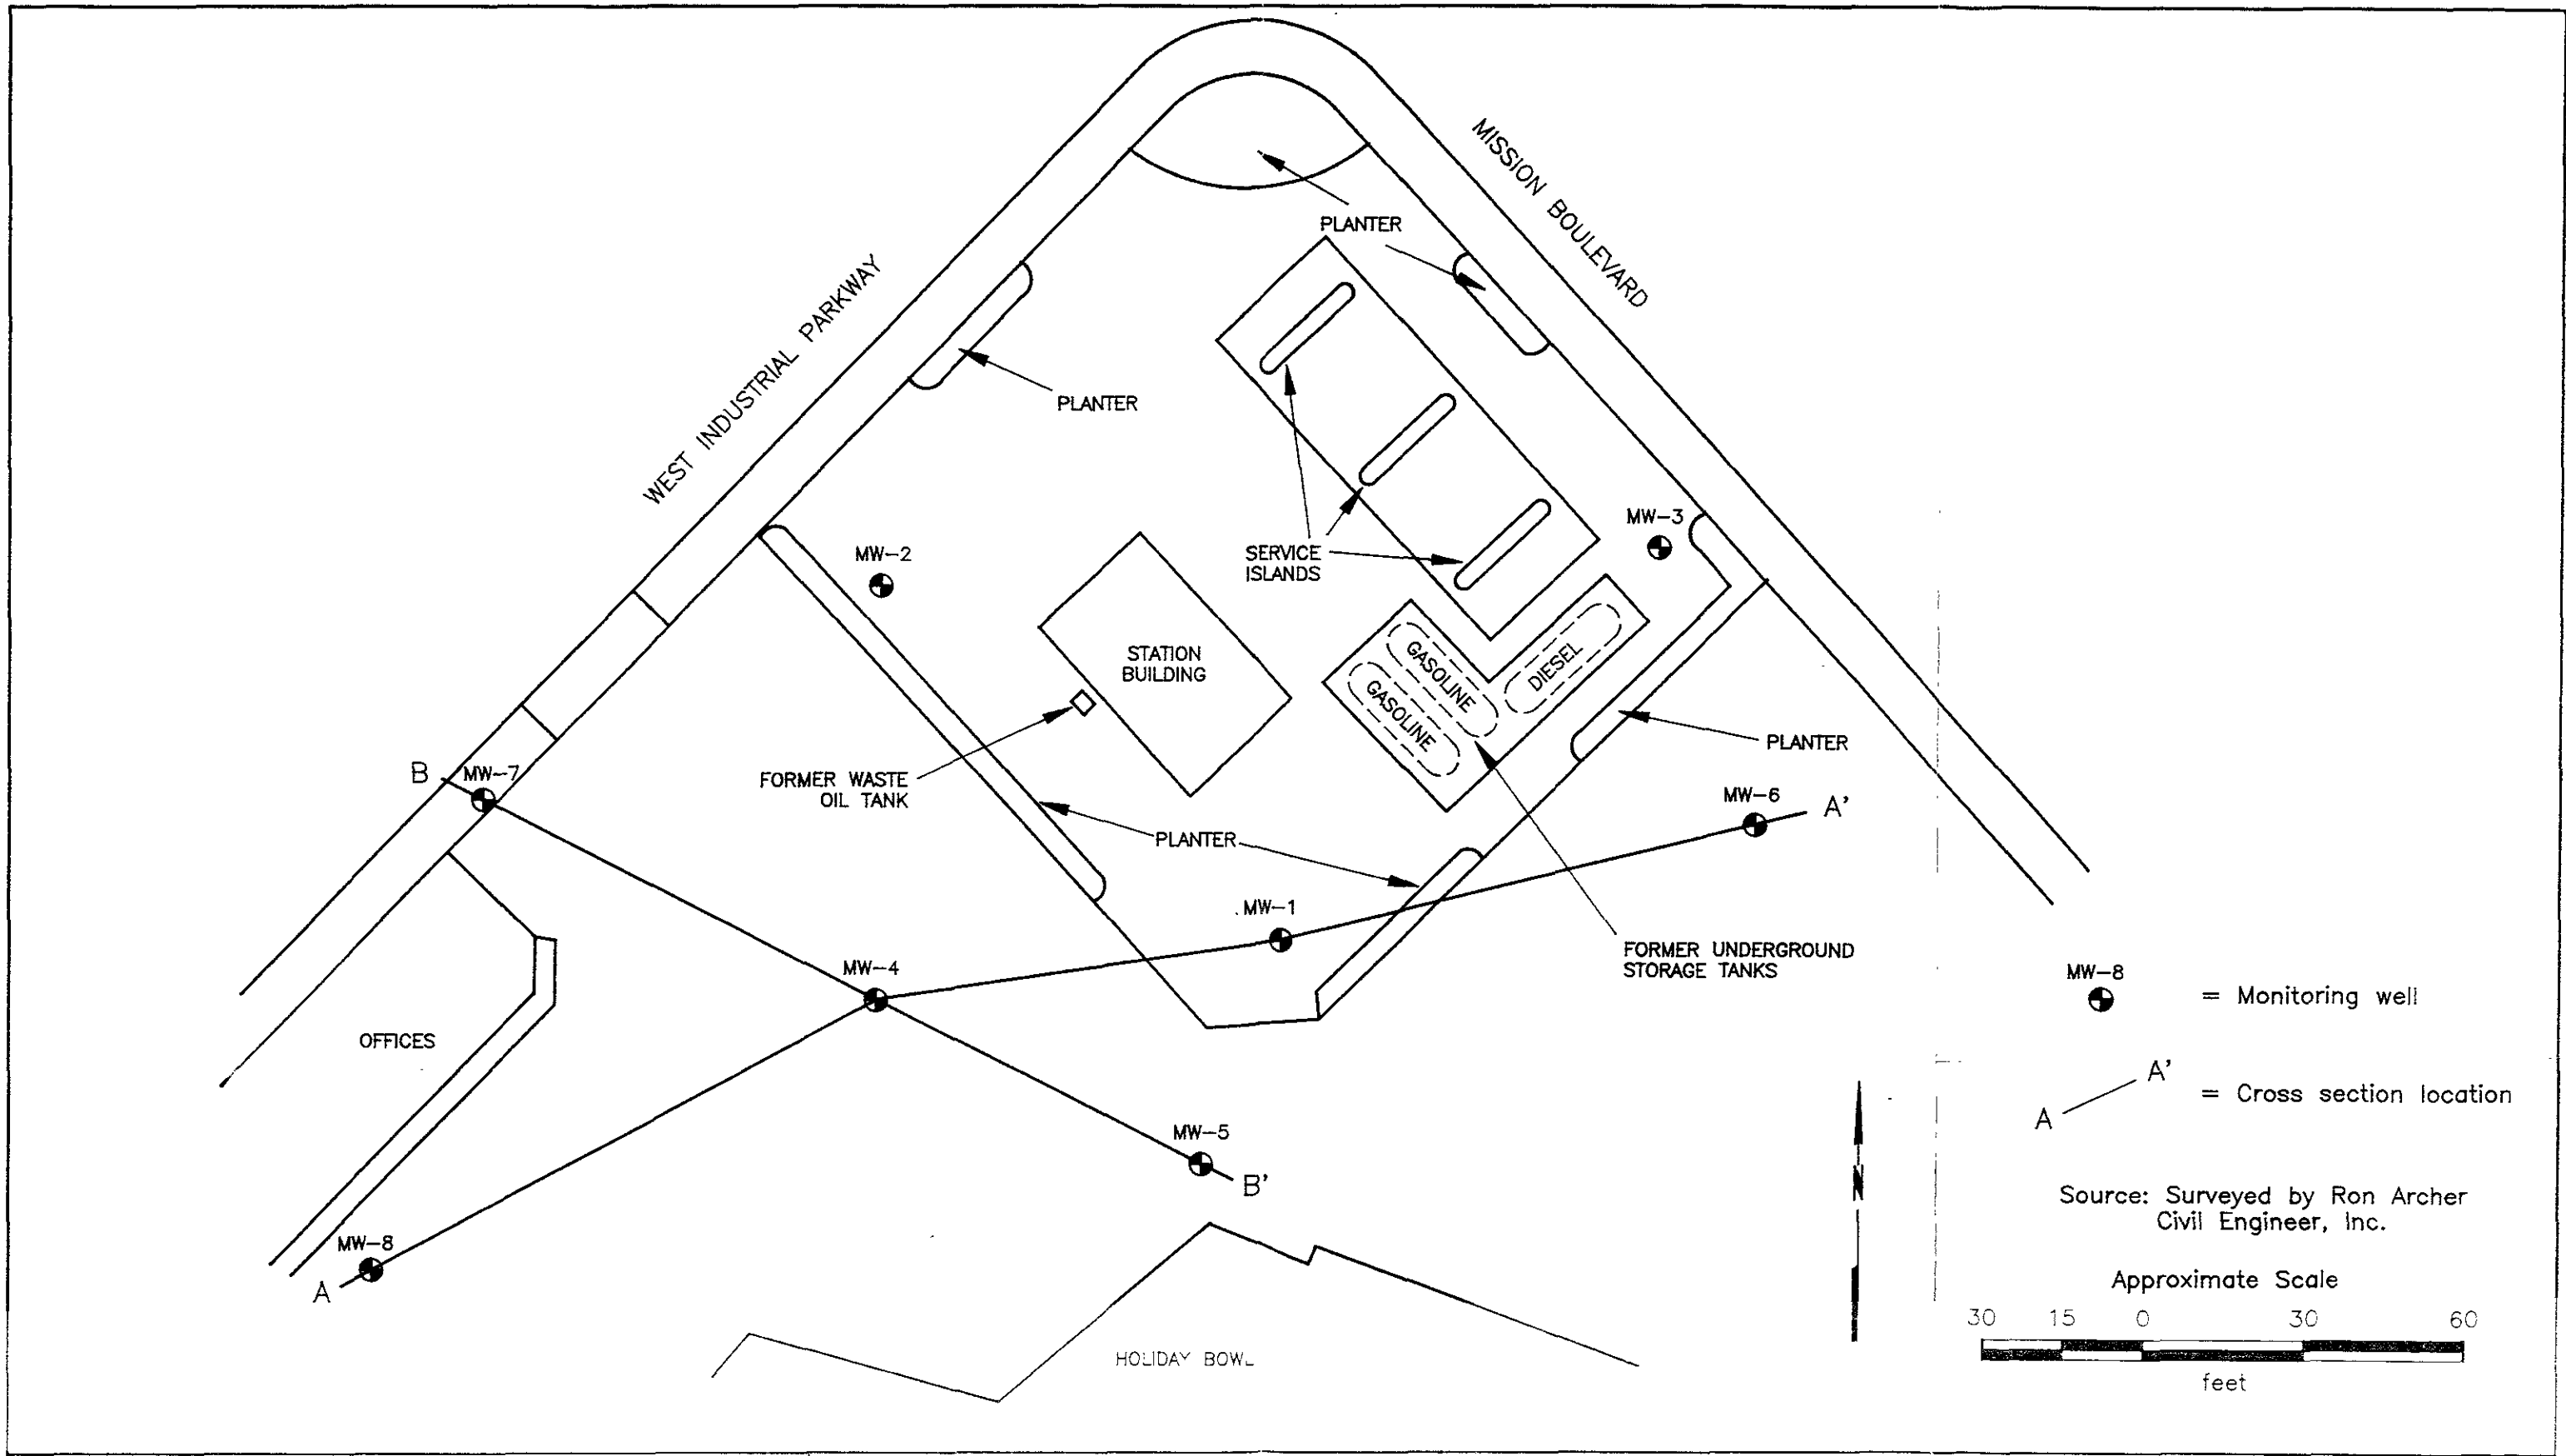 MISSION BOULEVARD
WEST INDUSTRIAL PARKWAY
PLANTER
PLANTER
MW-3
MW-2
SERVICE
ISLANDS
STATION
BUILDING
GASOLINE
GASOLINE
DIESEL
FORMER WASTE
OIL TANK
PLANTER
B
MW-7
MW-6
A'
PLANTER
MW-1
MW-4
FORMER UNDERGROUND
STORAGE TANKS
OFFICES
MW-5
B'
MW-8
A
HOLIDAY BOWL
N
MW-8
= Monitoring well
A'
A
= Cross section location
Source: Surveyed by Ron Archer
Civil Engineer, Inc.
Approximate Scale
30 15 0 30 60
feet